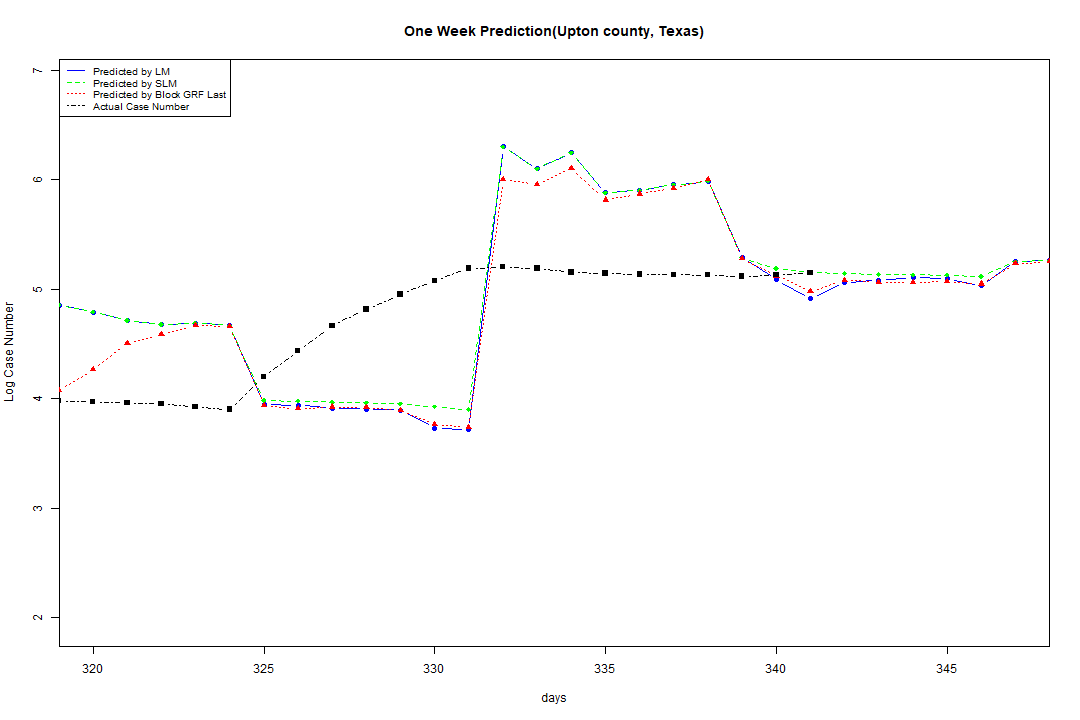 One Week Prediction(Upton county, Texas)
Predicted by LM
Predicted by SLM
Predicted by Block GRF Last
Actual Case Number
Log Case Number
7
6
5
4
3
2
320 325 330 335 340 345
days